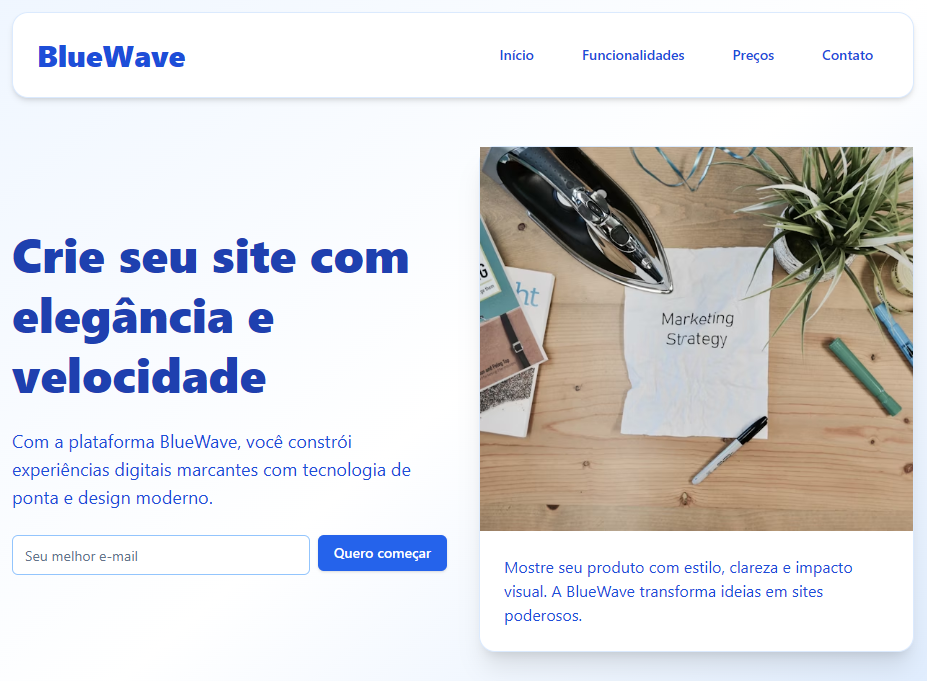 BlueWave
Início
Funcionalidades
Preços
Contato
Crie seu site com
elegância e
velocidade
Com a plataforma BlueWave, você constrói
experiências digitais marcantes com tecnologia de
ponta e design moderno.
Seu melhor e-mail
Quero começar
ht
Marketing
Strategy
Mostre seu produto com estilo, clareza e impacto
visual. A BlueWave transforma ideias em sites
poderosos.